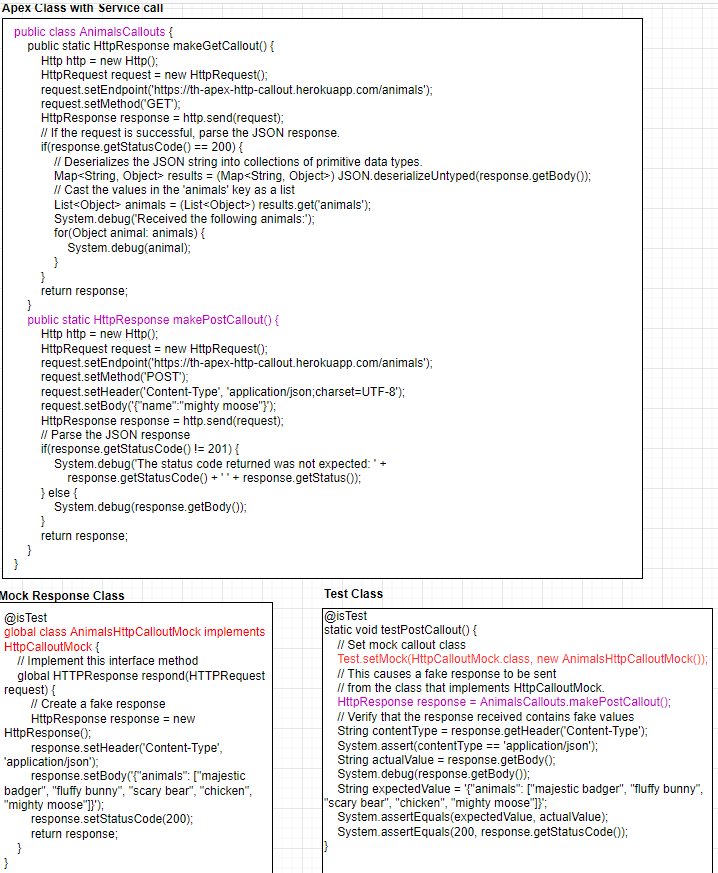 Apex Class with Service call
public class AnimalsCallouts {
public static HttpResponse makeGetCallout() {
Http http = new Http();
HttpRequest request = new HttpRequest();
request.setEndpoint('https://th-apex-http-callout.herokuapp.com/animals');
request.setMethod('GET');
HttpResponse response = http.send(request);
// If the request is successful, parse the JSON response.
if(response.getStatusCode() == 200) {
// Deserializes the JSON string into collections of primitive data types.
Map<String, Object> results = (Map<String, Object>) JSON.deserializeUntyped(response.getBody());
// Cast the values in the 'animals' key as a list
List<Object> animals = (List<Object>) results.get('animals');
System.debug('Received the following animals:');
for(Object animal: animals) {
System.debug(animal);
}
}
return response;
}
public static HttpResponse makePostCallout() {
Http http = new Http();
HttpRequest request = new HttpRequest();
request.setEndpoint('https://th-apex-http-callout.herokuapp.com/animals');
request.setMethod('POST');
request.setHeader('Content-Type', 'application/json;charset=UTF-8');
request.setBody('{"name":"mighty moose"}');
HttpResponse response = http.send(request);
// Parse the JSON response
if(response.getStatusCode() != 201) {
System.debug('The status code returned was not expected: ' +
response.getStatusCode() + ' ' + response.getStatus());
} else {
System.debug(response.getBody());
}
return response;
}
}
Mock Response Class
@isTest
global class AnimalsHttpCalloutMock implements
HttpCalloutMock {
// Implement this interface method
global HTTPResponse respond(HTTPRequest
request) {
// Create a fake response
HttpResponse response = new
HttpResponse();
response.setHeader('Content-Type',
'application/json');
response.setBody('{"animals": ["majestic
badger", "fluffy bunny", "scary bear", "chicken",
"mighty moose"]}');
response.setStatusCode(200);
return response;
}
}
Test Class
@isTest
static void testPostCallout() {
// Set mock callout class
Test.setMock(HttpCalloutMock.class, new AnimalsHttpCalloutMock());
// This causes a fake response to be sent
// from the class that implements HttpCalloutMock.
HttpResponse response = AnimalsCallouts.makePostCallout();
// Verify that the response received contains fake values
String contentType = response.getHeader('Content-Type');
System.assert(contentType == 'application/json');
String actualValue = response.getBody();
System.debug(response.getBody());
String expectedValue = '{"animals": ["majestic badger", "fluffy bunny",
"scary bear", "chicken", "mighty moose"]}';
System.assertEquals(expectedValue, actualValue);
System.assertEquals(200, response.getStatusCode());
}